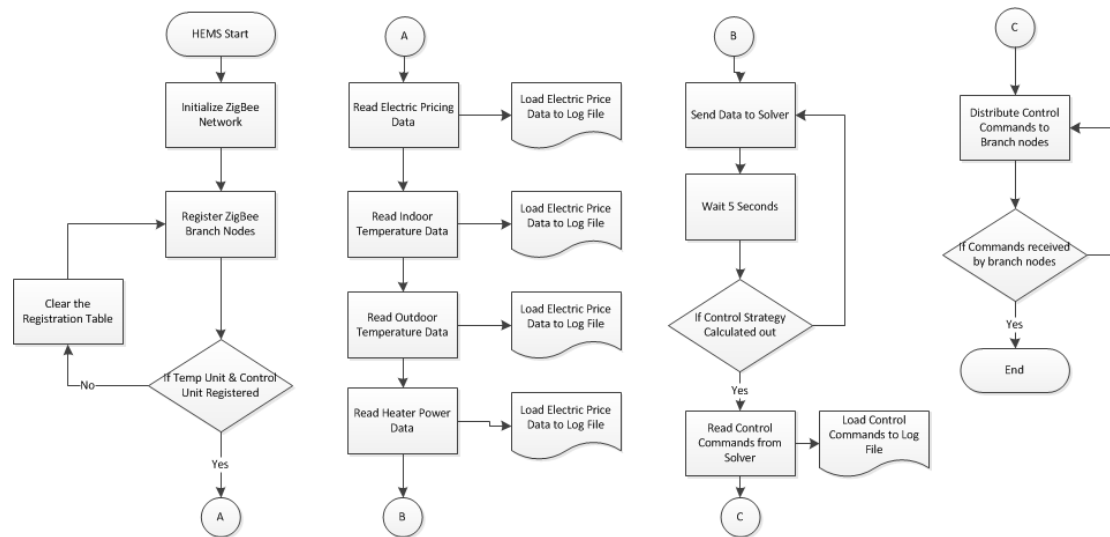 HEMS Start
Initialize ZigBee
Network
Register ZigBee
Branch Nodes
Clear the
Registration Table
If Temp Unit & Control
Unit Registered
No
Yes
A
A
Read Electric Pricing
Data
Load Electric Price
Data to Log File
Read Indoor
Temperature Data
Load Electric Price
Data to Log File
Read Outdoor
Temperature Data
Load Electric Price
Data to Log File
Read Heater Power
Data
Load Electric Price
Data to Log File
B
B
Send Data to Solver
Wait 5 Seconds
If Control Strategy
Calculated out
Yes
Read Control
Commands from
Solver
Load Control
Commands to Log
File
C
C
Distribute Control
Commands to
Branch nodes
If Commands received
by branch nodes
Yes
End